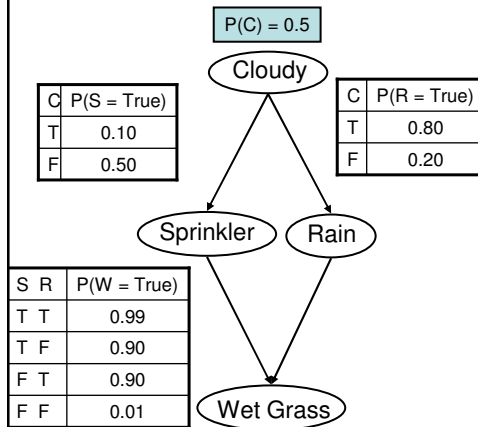 P(C) = 0.5
Cloudy
C P(S = True)
T 0.10
F 0.50
C P(R = True)
T 0.80
F 0.20
Sprinkler
Rain
S R P(W = True)
T T 0.99
T F 0.90
F T 0.90
F F 0.01
Wet Grass